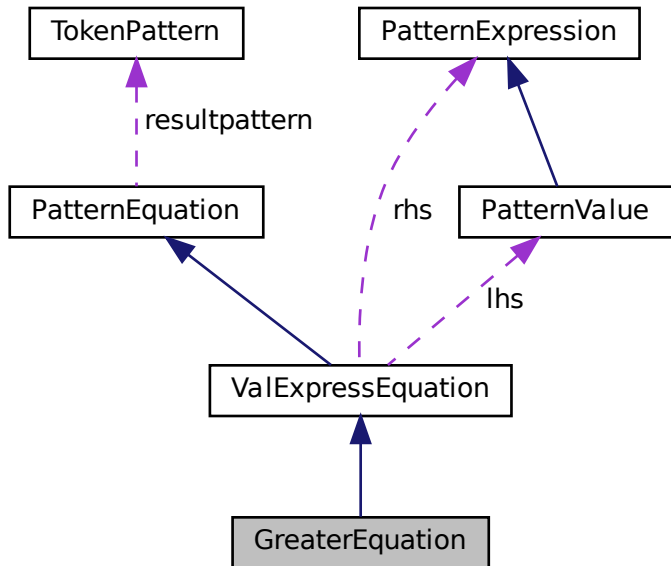 TokenPattern
PatternExpression
resultpattern
PatternEquation
rhs
PatternValue
lhs
ValExpressEquation
GreaterEquation